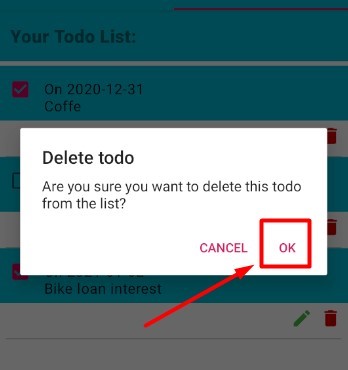 Your Todo List:
On 2020-12-31
Coffe
Delete todo
Are you sure you want to delete this todo
from the list?
CANCEL
OK
Bike loan interest